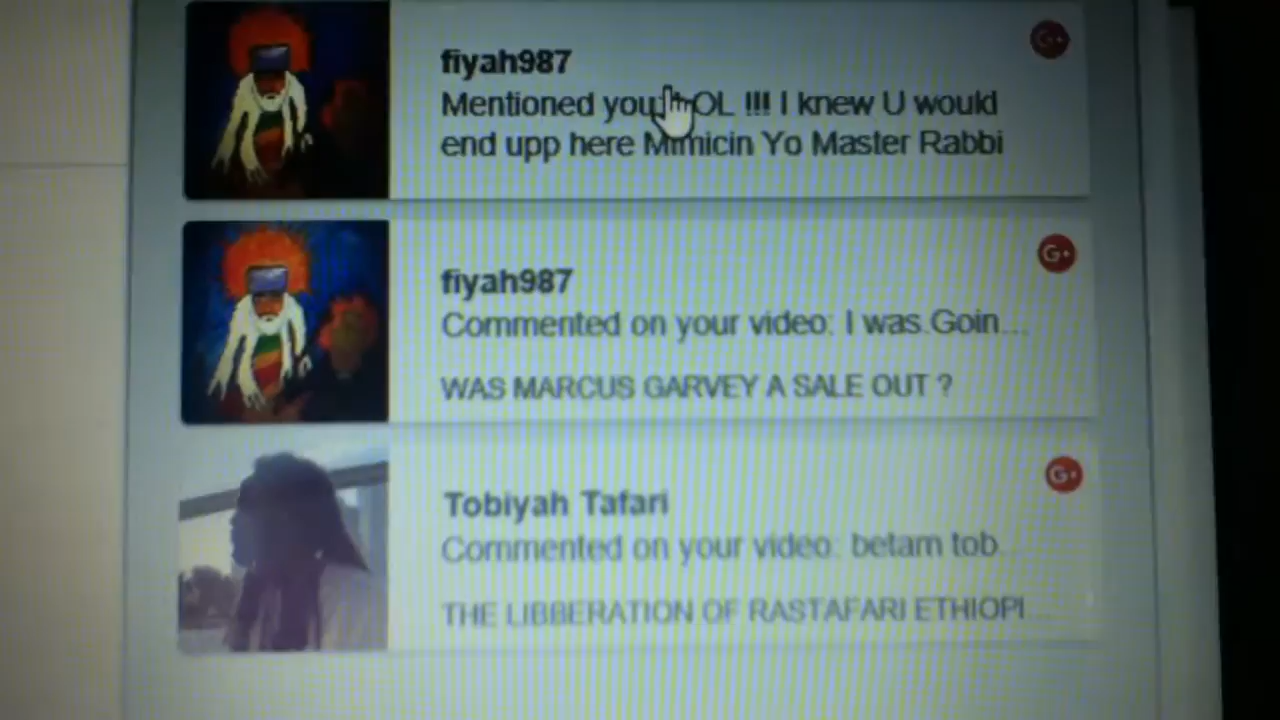 fiyah987
G+
Mentioned you: LOL !!! I knew U would
end upp here Mimicin Yo Master Rabbi
fiyah987
G+
Commented on your video: I was Goin...
WAS MARCUS GARVEY A SALE OUT ?
Tobiyah Tafari
G+
Commented on your video: betam tob
THE LIBBERATION OF RASTAFARI ETHIOPI